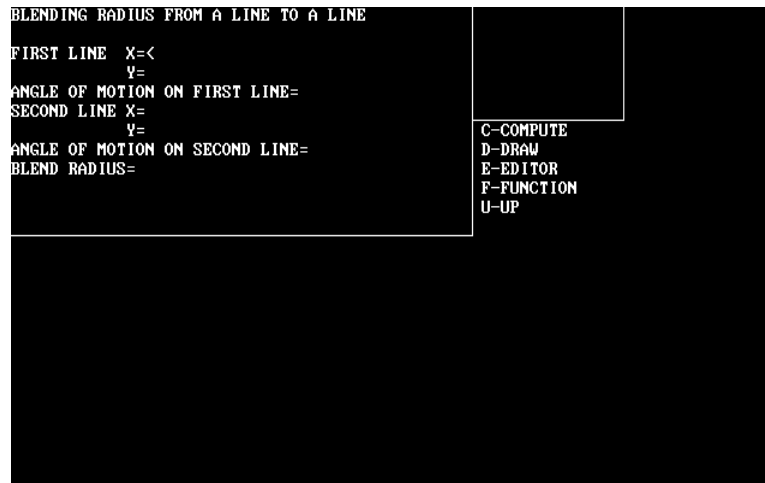 BLENDING RADIUS FROM A LINE TO A LINE
FIRST LINE X=<
Y=
ANGLE OF MOTION ON FIRST LINE=
SECOND LINE X=
Y=
ANGLE OF MOTION ON SECOND LINE=
BLEND RADIUS=
C-COMPUTE
D-DRAW
E-EDITOR
F-FUNCTION
U-UP